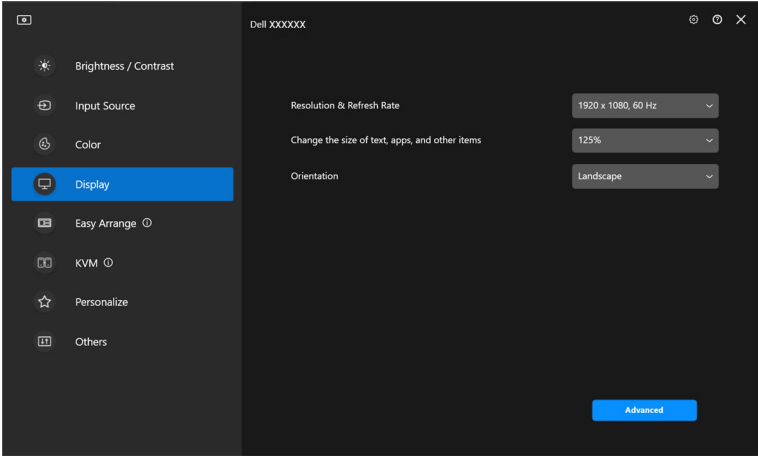 Dell XXXXXX
Brightness / Contrast
Input Source
Color
Display
Easy Arrange
KVM
Personalize
Others
Resolution & Refresh Rate 1920 x 1080, 60 Hz
Change the size of text, apps, and other items 125%
Orientation Landscape
Advanced